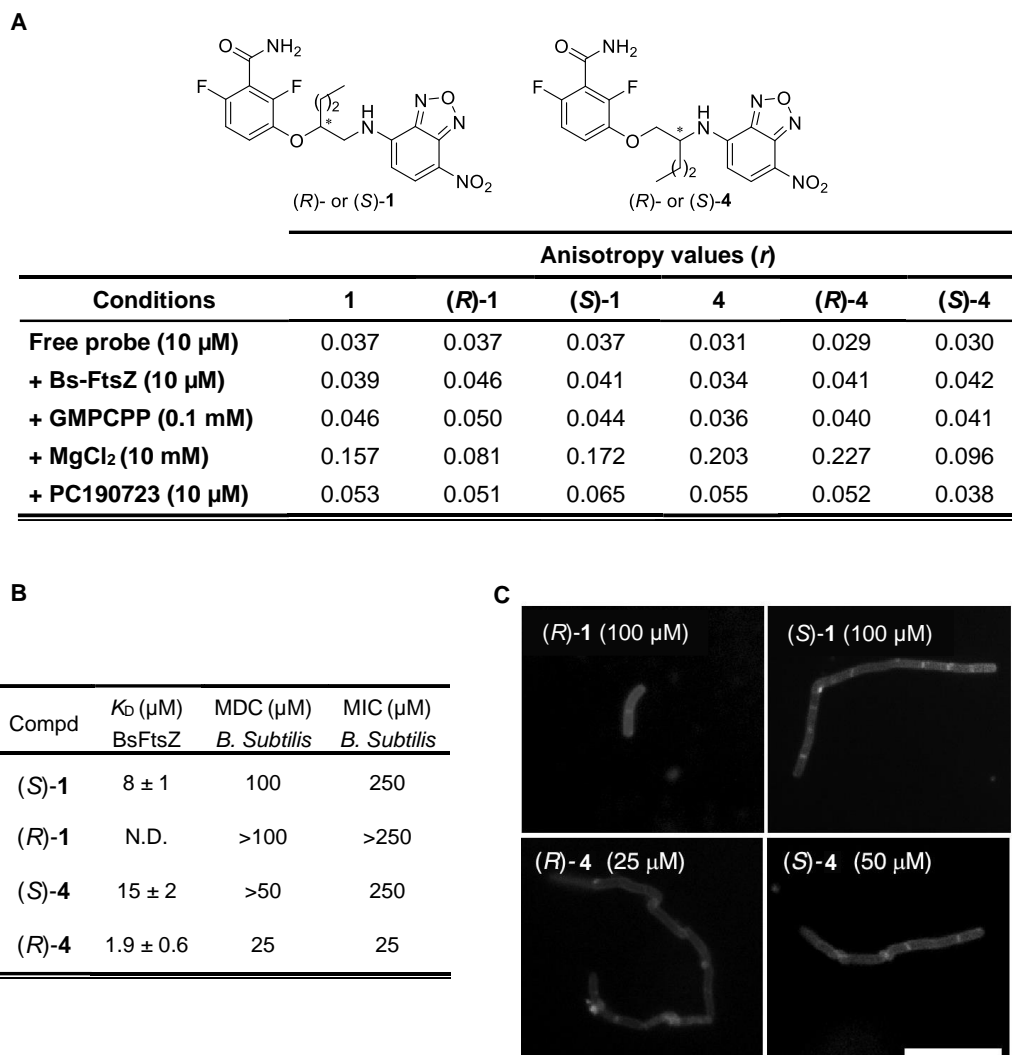 A
O NH₂ O NH₂
F F ( )₂ H N O N F F H N O N
O * N O * N
NO₂ ( )₂ NO₂
(R)- or (S)-1 (R)- or (S)-4
Anisotropy values (r)
Conditions 1 (R)-1 (S)-1 4 (R)-4 (S)-4
Free probe (10 µM) 0.037 0.037 0.037 0.031 0.029 0.030
+ Bs-FtsZ (10 µM) 0.039 0.046 0.041 0.034 0.041 0.042
+ GMPCPP (0.1 mM) 0.046 0.050 0.044 0.036 0.040 0.041
+ MgCl₂ (10 mM) 0.157 0.081 0.172 0.203 0.227 0.096
+ PC190723 (10 µM) 0.053 0.051 0.065 0.055 0.052 0.038
B
Compd K_D (µM) BsFtsZ MDC (µM) B. Subtilis MIC (µM) B. Subtilis
(S)-1 8 ± 1 100 250
(R)-1 N.D. >100 >250
(S)-4 15 ± 2 >50 250
(R)-4 1.9 ± 0.6 25 25
C
(R)-1 (100 µM) (S)-1 (100 µM)
(R)-4 (25 µM) (S)-4 (50 µM)